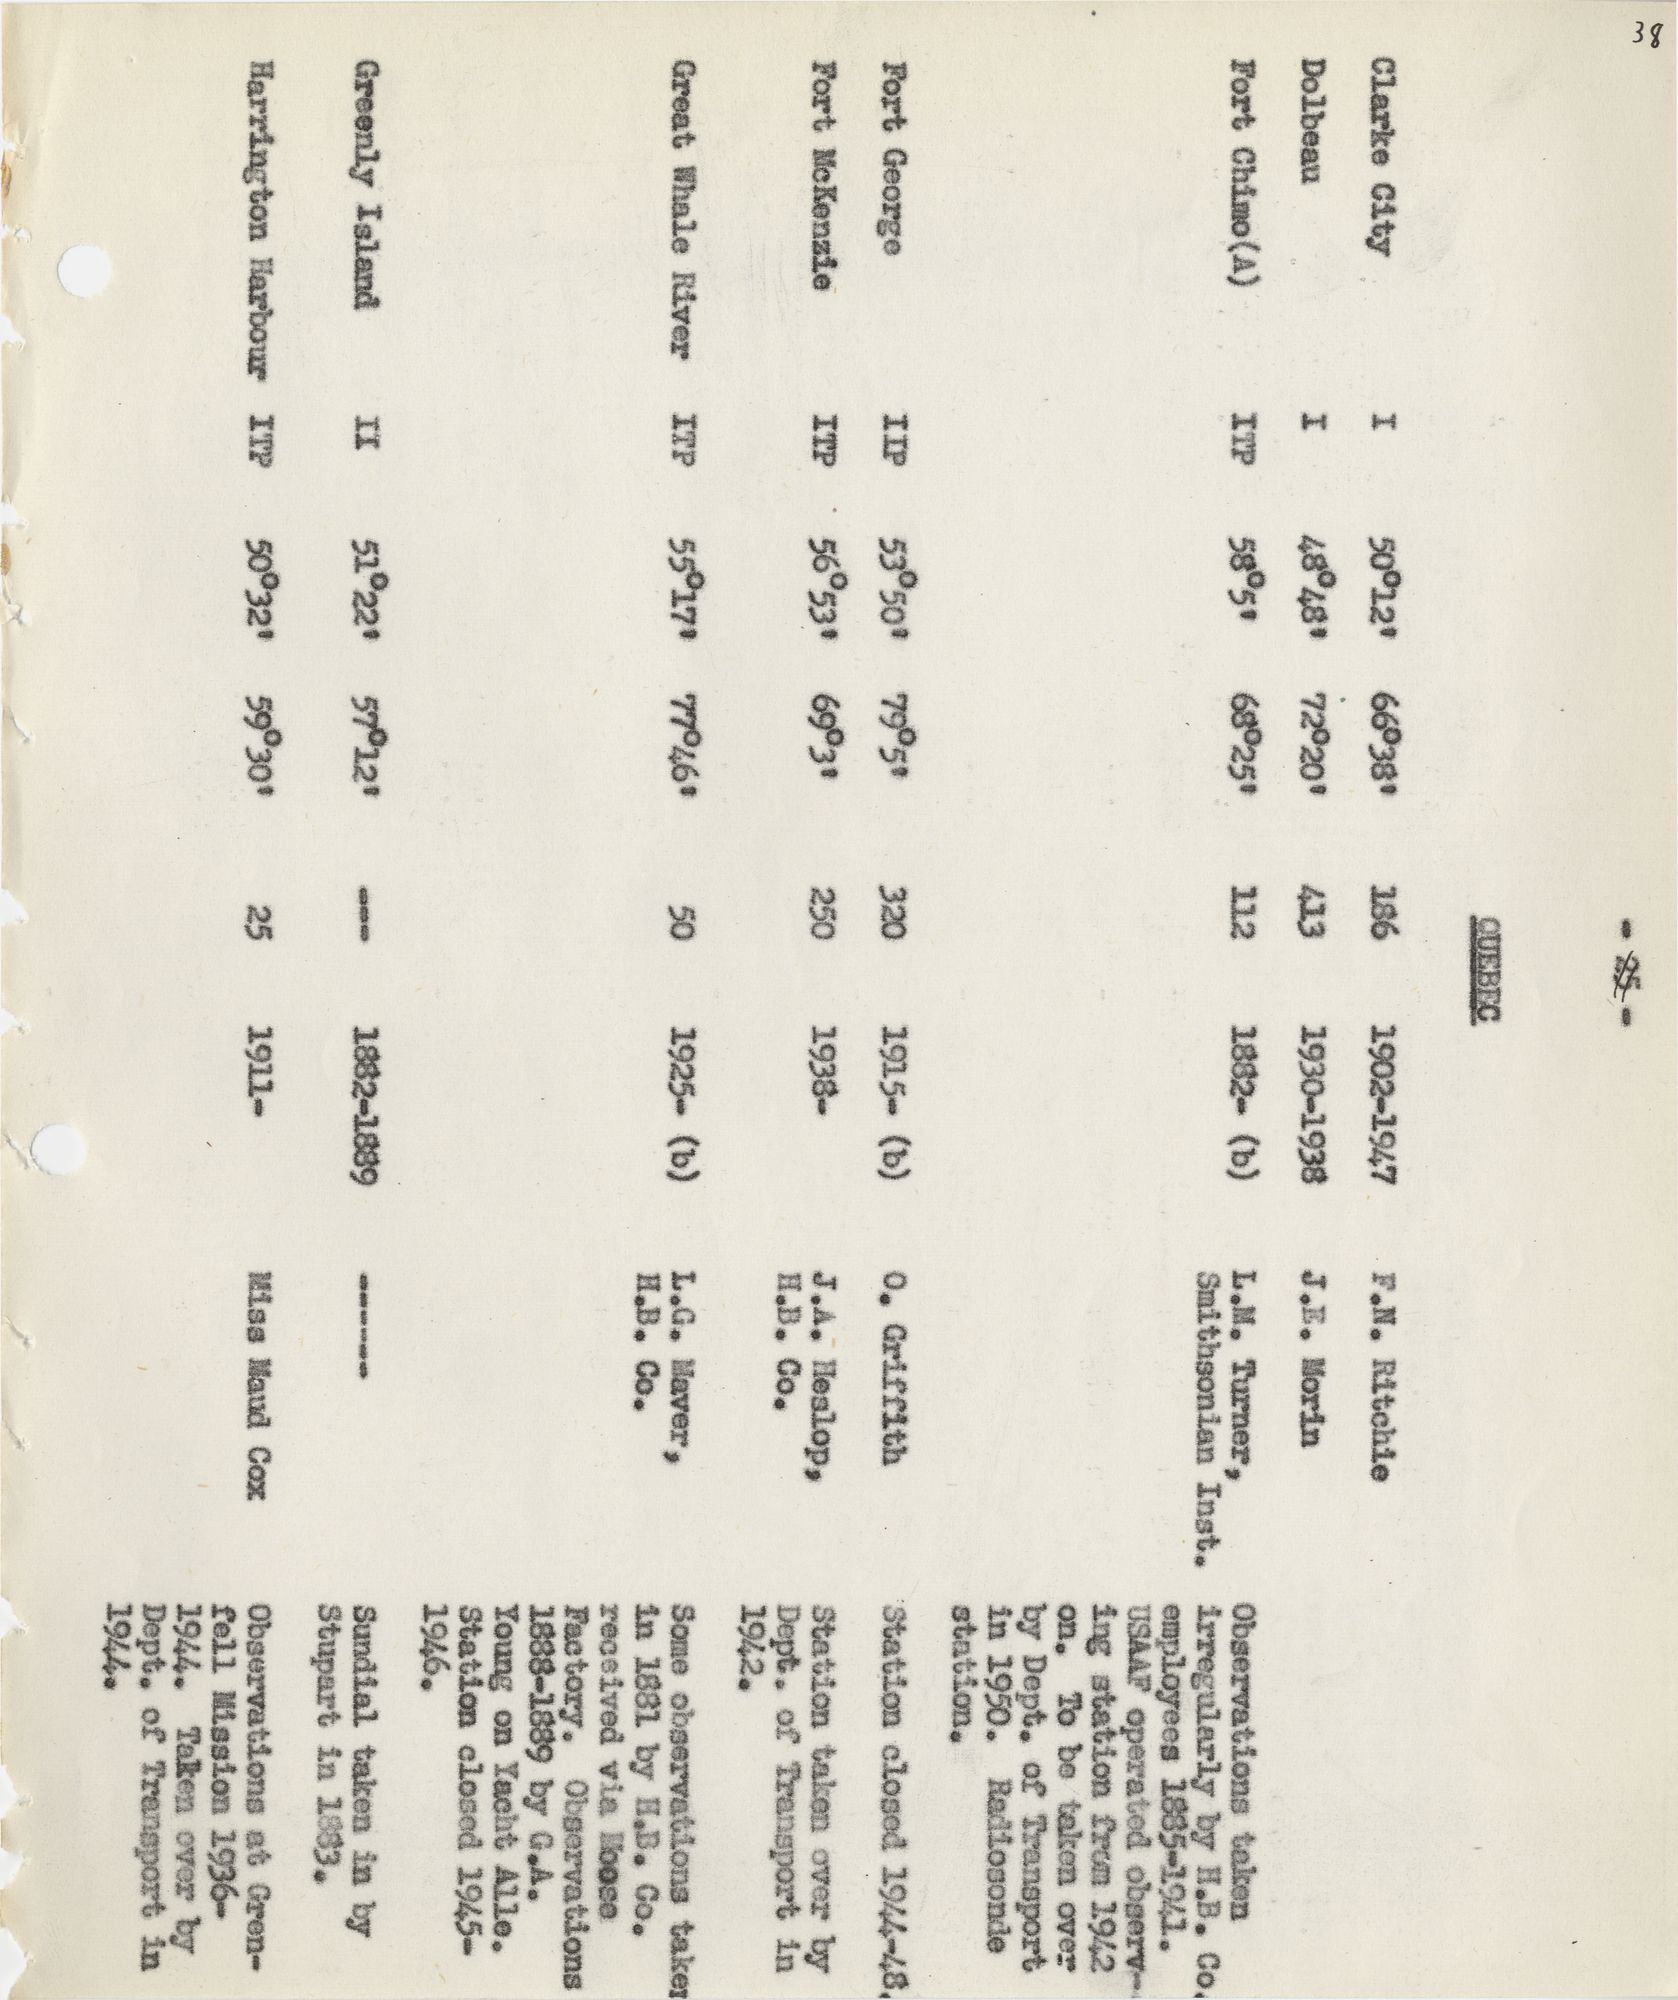 38
- 25 -
QUEBEC
Clarke City I 50°12' 66°38' 186 1902-1947 F.N. Ritchie
Dolbeau I 48°48' 72°20' 413 1930-1938 J.E. Morin
Fort Chimo(A) ITP 58°5' 68°25' 112 1882- (b) L.M. Turner, Observations taken
Smithsonian Inst. irregularly by H.B. Co.
employees 1885-1941.
USAAF operated observ-
ing station from 1942
on. To be taken over
by Dept. of Transport
in 1950. Radiosonde
station.
Fort George IIP 53°50' 79°5' 320 1915- (b) O. Griffith Station closed 1944-48.
Fort McKenzie ITP 56°53' 69°3' 250 1938- J.A. Heslop, Station taken over by
H.B. Co. Dept. of Transport in
1942.
Great Whale River ITP 55°17' 77°46' 50 1925- (b) L.G. Maver, Some observations taken
H.B. Co. in 1881 by H.B. Co.
received via Moose
Factory. Observations
1888-1889 by G.A.
Young on Yacht Alle.
Station closed 1945-
1946.
Greenly Island II 51°22' 57°12' --- 1882-1889 ------ Sundial taken in by
Stupart in 1883.
Harrington Harbour ITP 50°32' 59°30' 25 1911- Miss Maud Cox Observations at Gren-
fell Mission 1936-
1944. Taken over by
Dept. of Transport in
1944.